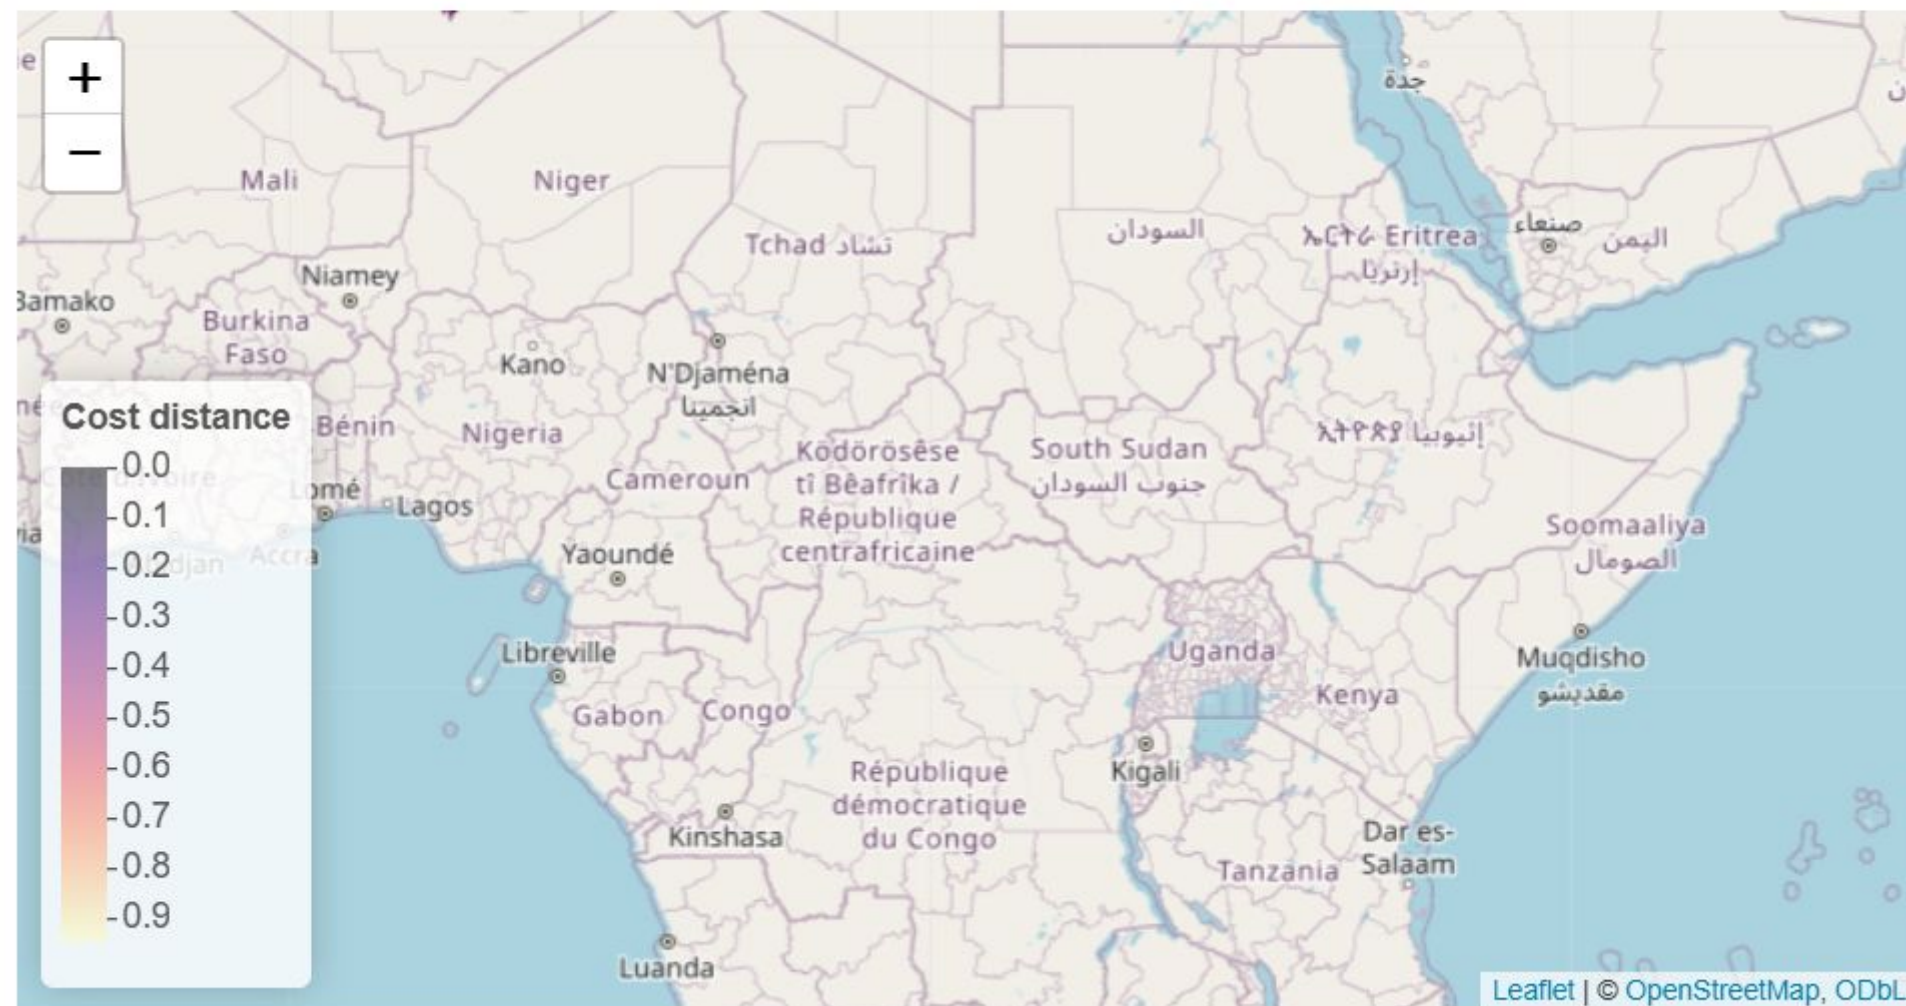 +
−
جدة
Mali
Niger
Tchad تشاد
السودان
ኤርትራ Eritrea
إرتريا
صنعاء
اليمن
Niamey
Bamako
Burkina
Faso
Kano
N'Djaména
انجمينا
Cost distance
0.0
0.1
0.2
0.3
0.4
0.5
0.6
0.7
0.8
0.9
Bénin
Nigeria
Cameroun
Ködörösêse
tî Bêafrîka /
République
centrafricaine
South Sudan
جنوب السودان
ኢትዮጵያ إثيوبيا
Côte d'Ivoire
Lomé
Lagos
Accra
Abidjan
Yaoundé
Soomaaliya
الصومال
Libreville
Uganda
Muqdisho
مقديشو
Gabon
Congo
Kenya
Kigali
République
démocratique
du Congo
Kinshasa
Dar es-
Salaam
Tanzania
Luanda
Leaflet | © OpenStreetMap, ODbL